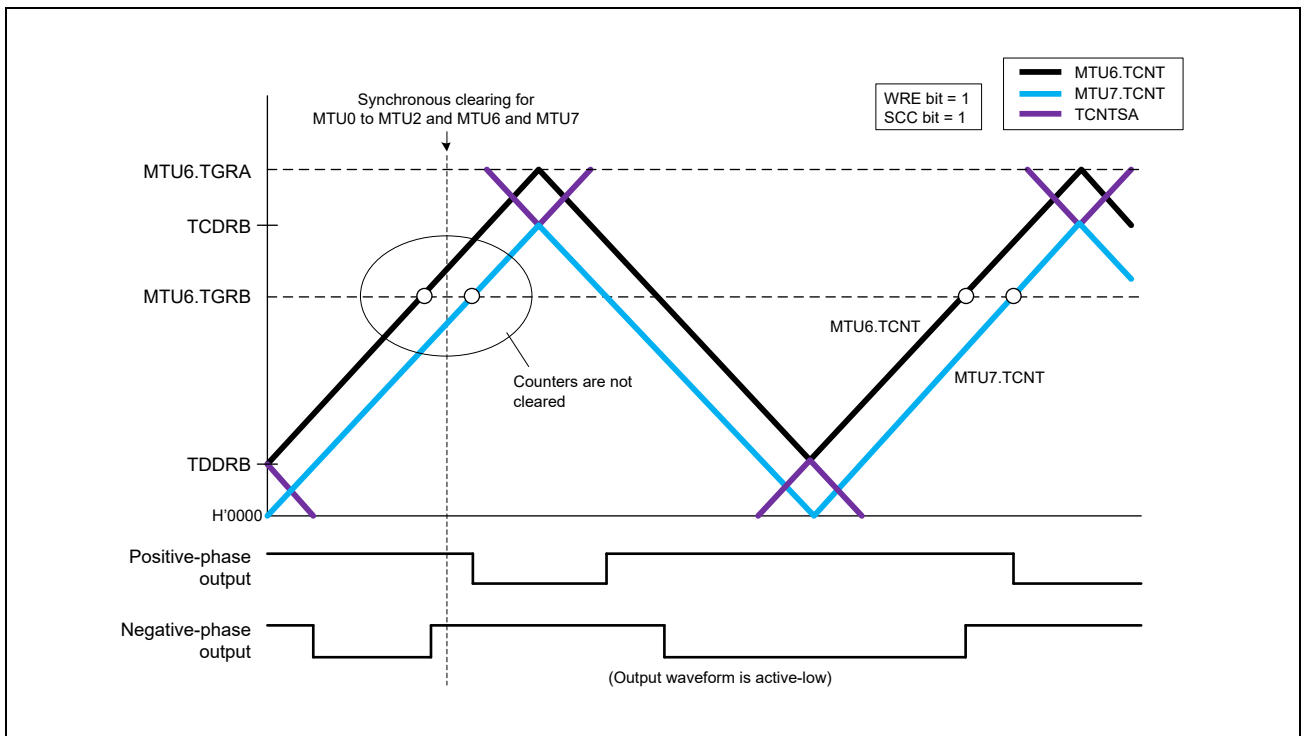 Synchronous clearing for
MTU0 to MTU2 and MTU6 and MTU7
WRE bit = 1
SCC bit = 1
MTU6.TCNT
MTU7.TCNT
TCNTSA
MTU6.TGRA
TCDRB
MTU6.TGRB
MTU6.TCNT
MTU7.TCNT
Counters are not
cleared
TDDRB
H'0000
Positive-phase
output
Negative-phase
output
(Output waveform is active-low)